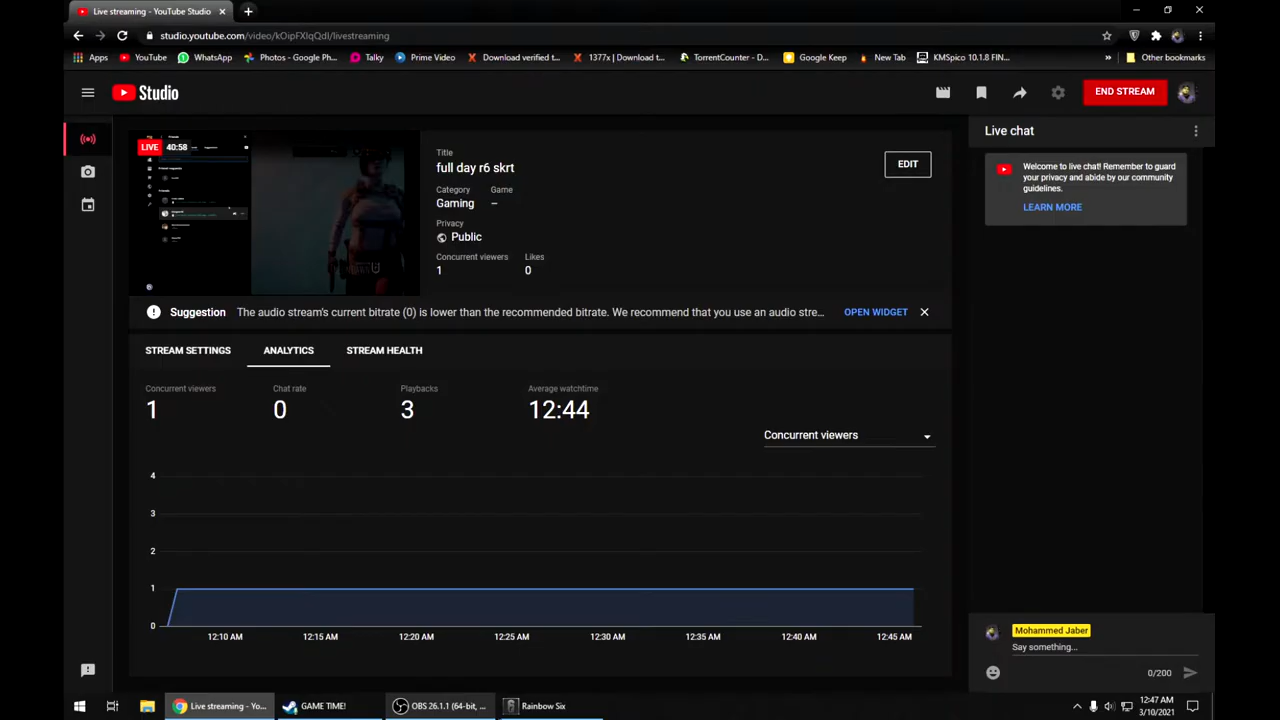 Live streaming - YouTube Studio
studio.youtube.com/video/kOipFXIqQdI/livestreaming
Apps YouTube WhatsApp Photos - Google Ph... Talky Prime Video Download verified t... 1377x | Download t... TorrentCounter - D... Google Keep New Tab KMSpico 10.1.8 FIN... » Other bookmarks
Studio
END STREAM
LIVE 40:58
Title
full day r6 skrt
EDIT
Category Game
Gaming –
Privacy
Public
Concurrent viewers Likes
1 0
Suggestion The audio stream's current bitrate (0) is lower than the recommended bitrate. We recommend that you use an audio stre... OPEN WIDGET
STREAM SETTINGS ANALYTICS STREAM HEALTH
Concurrent viewers Chat rate Playbacks Average watchtime
1 0 3 12:44
Concurrent viewers
4
3
2
1
0
12:10 AM 12:15 AM 12:20 AM 12:25 AM 12:30 AM 12:35 AM 12:40 AM 12:45 AM
Live chat
Welcome to live chat! Remember to guard
your privacy and abide by our community
guidelines.
LEARN MORE
Mohammed Jaber
Say something...
0/200
Live streaming - Yo... GAME TIME! OBS 26.1.1 (64-bit, ... Rainbow Six
12:47 AM
3/10/2021